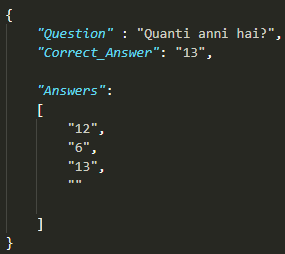 {
"Question" : "Quanti anni hai?",
"Correct_Answer": "13",
"Answers":
[
"12",
"6",
"13",
""
]
}